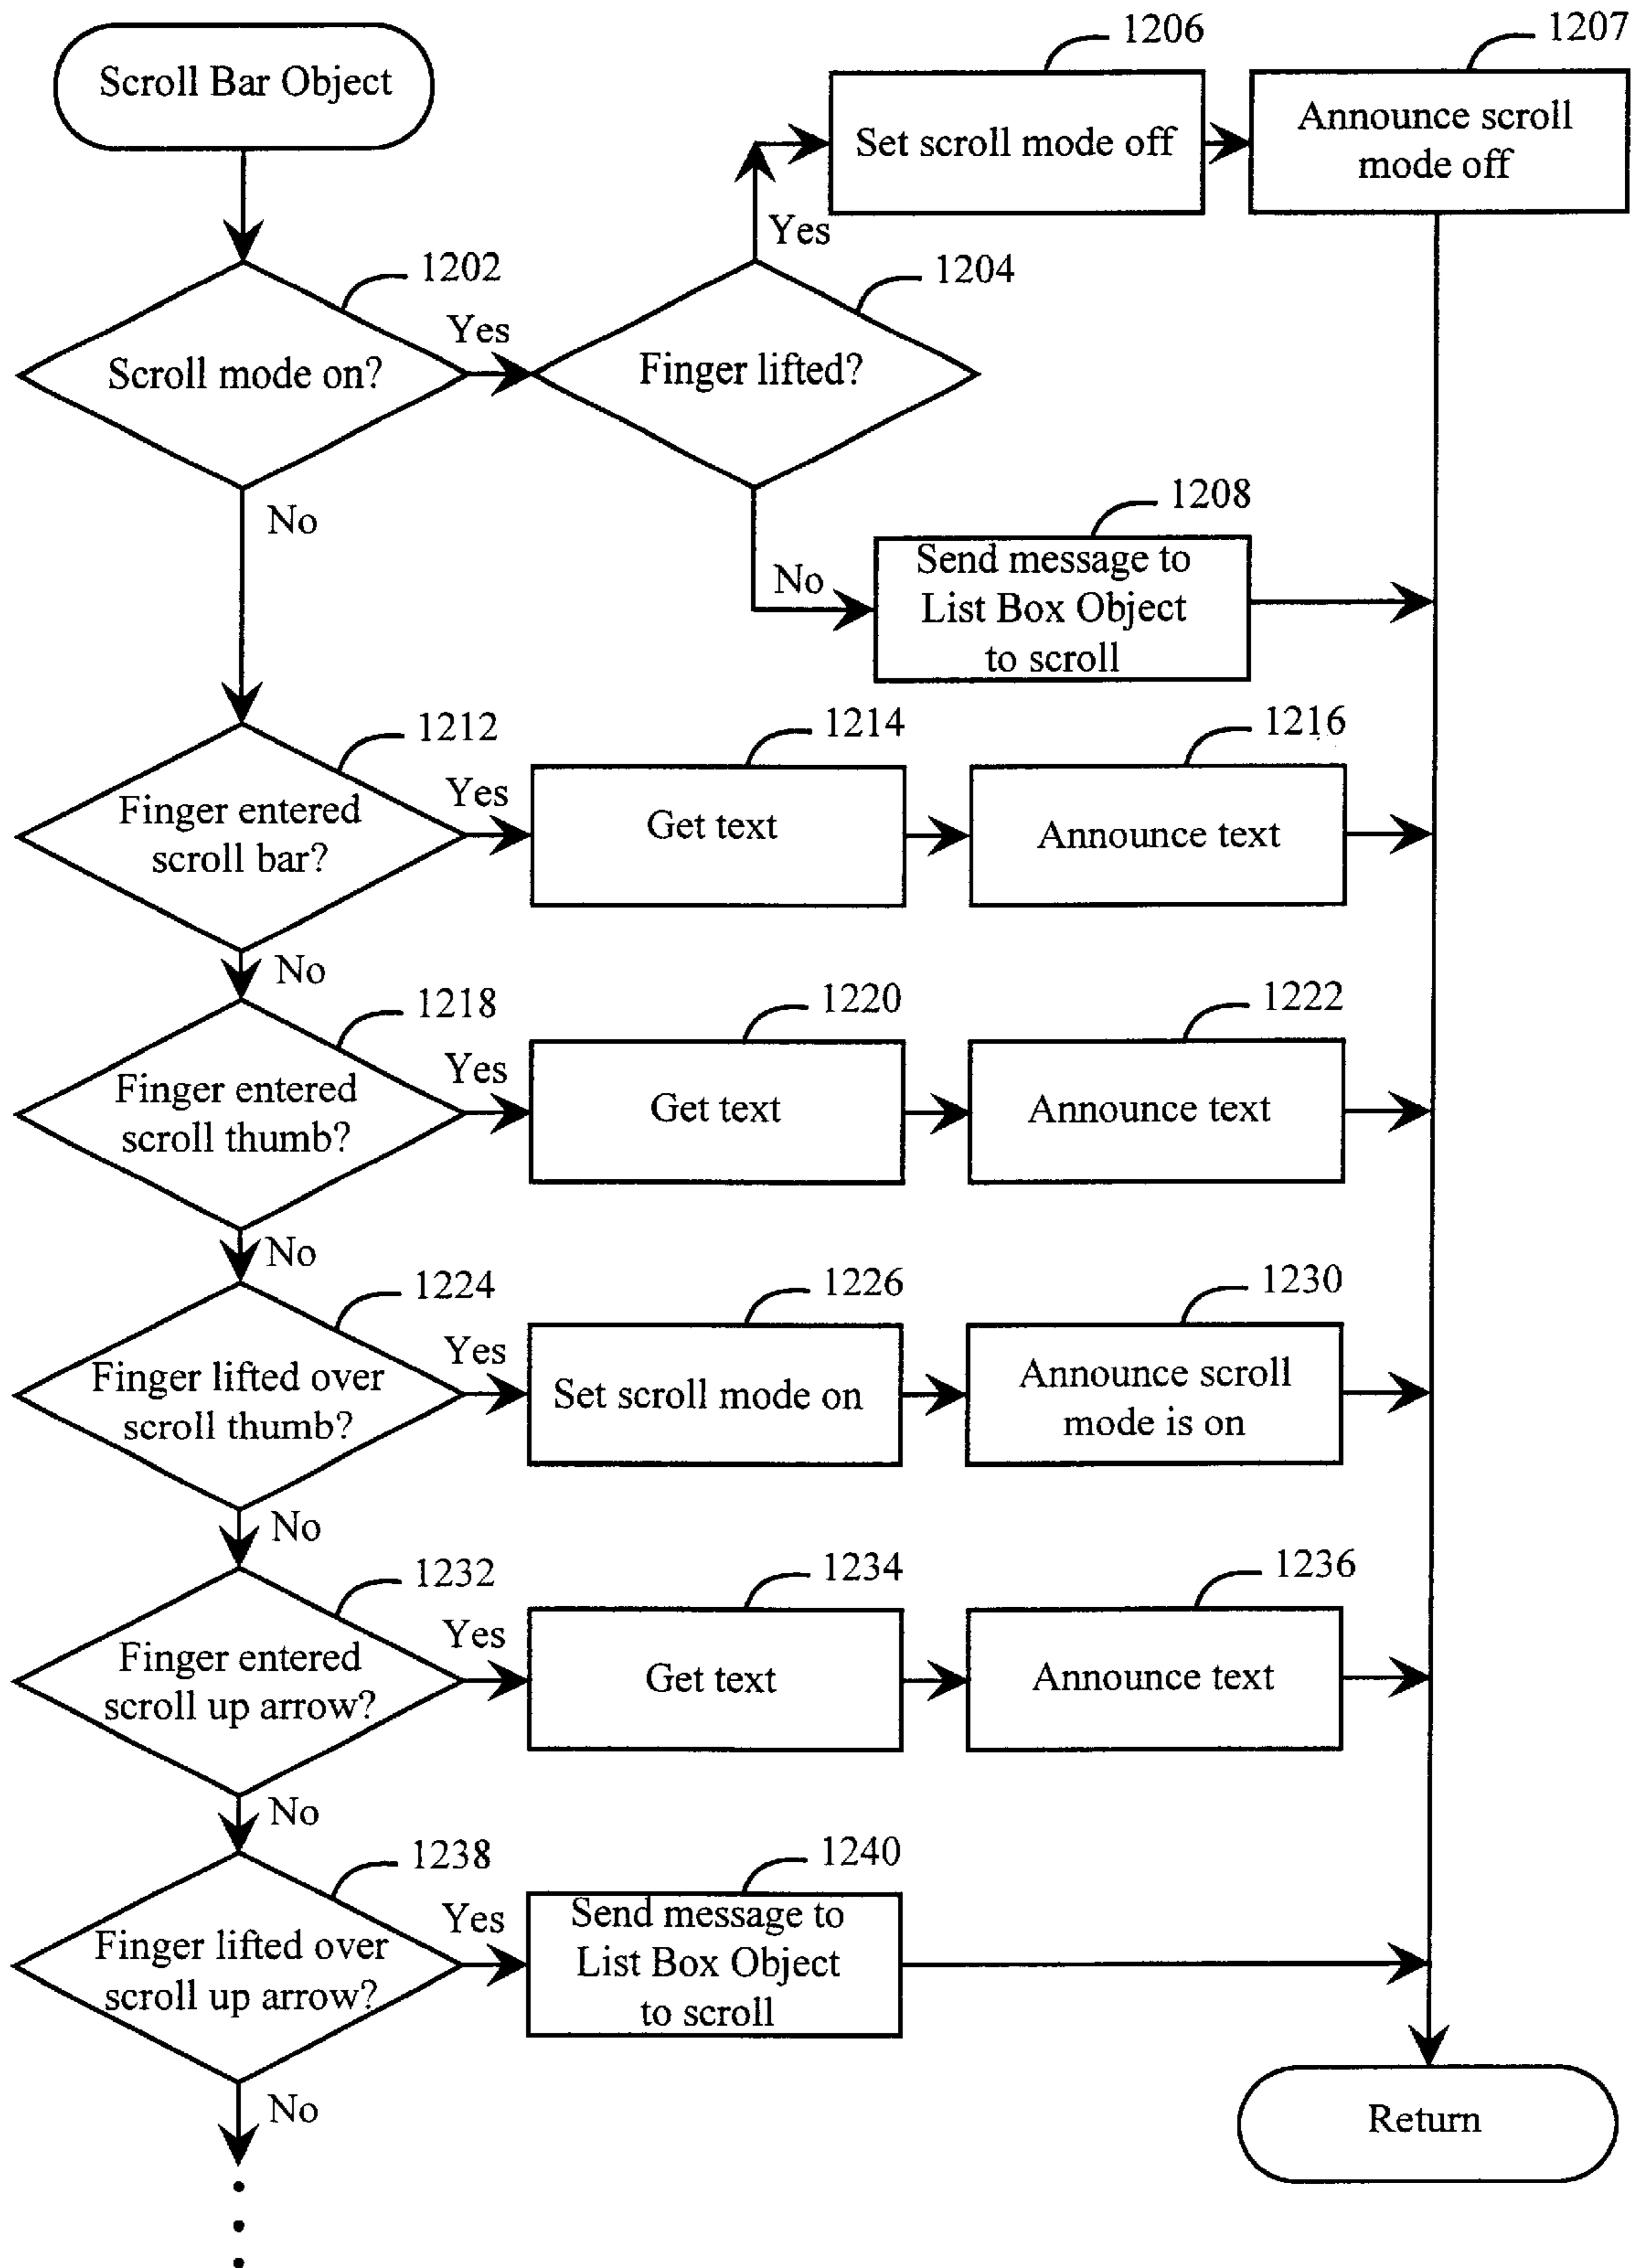 Scroll Bar Object
1206
Set scroll mode off
1207
Announce scroll
mode off
1202
Scroll mode on?
Yes
No
1204
Finger lifted?
Yes
No
1208
Send message to
List Box Object
to scroll
1212
Finger entered
scroll bar?
Yes
No
1214
Get text
1216
Announce text
1218
Finger entered
scroll thumb?
Yes
No
1220
Get text
1222
Announce text
1224
Finger lifted over
scroll thumb?
Yes
No
1226
Set scroll mode on
1230
Announce scroll
mode is on
1232
Finger entered
scroll up arrow?
Yes
No
1234
Get text
1236
Announce text
1238
Finger lifted over
scroll up arrow?
Yes
No
1240
Send message to
List Box Object
to scroll
Return